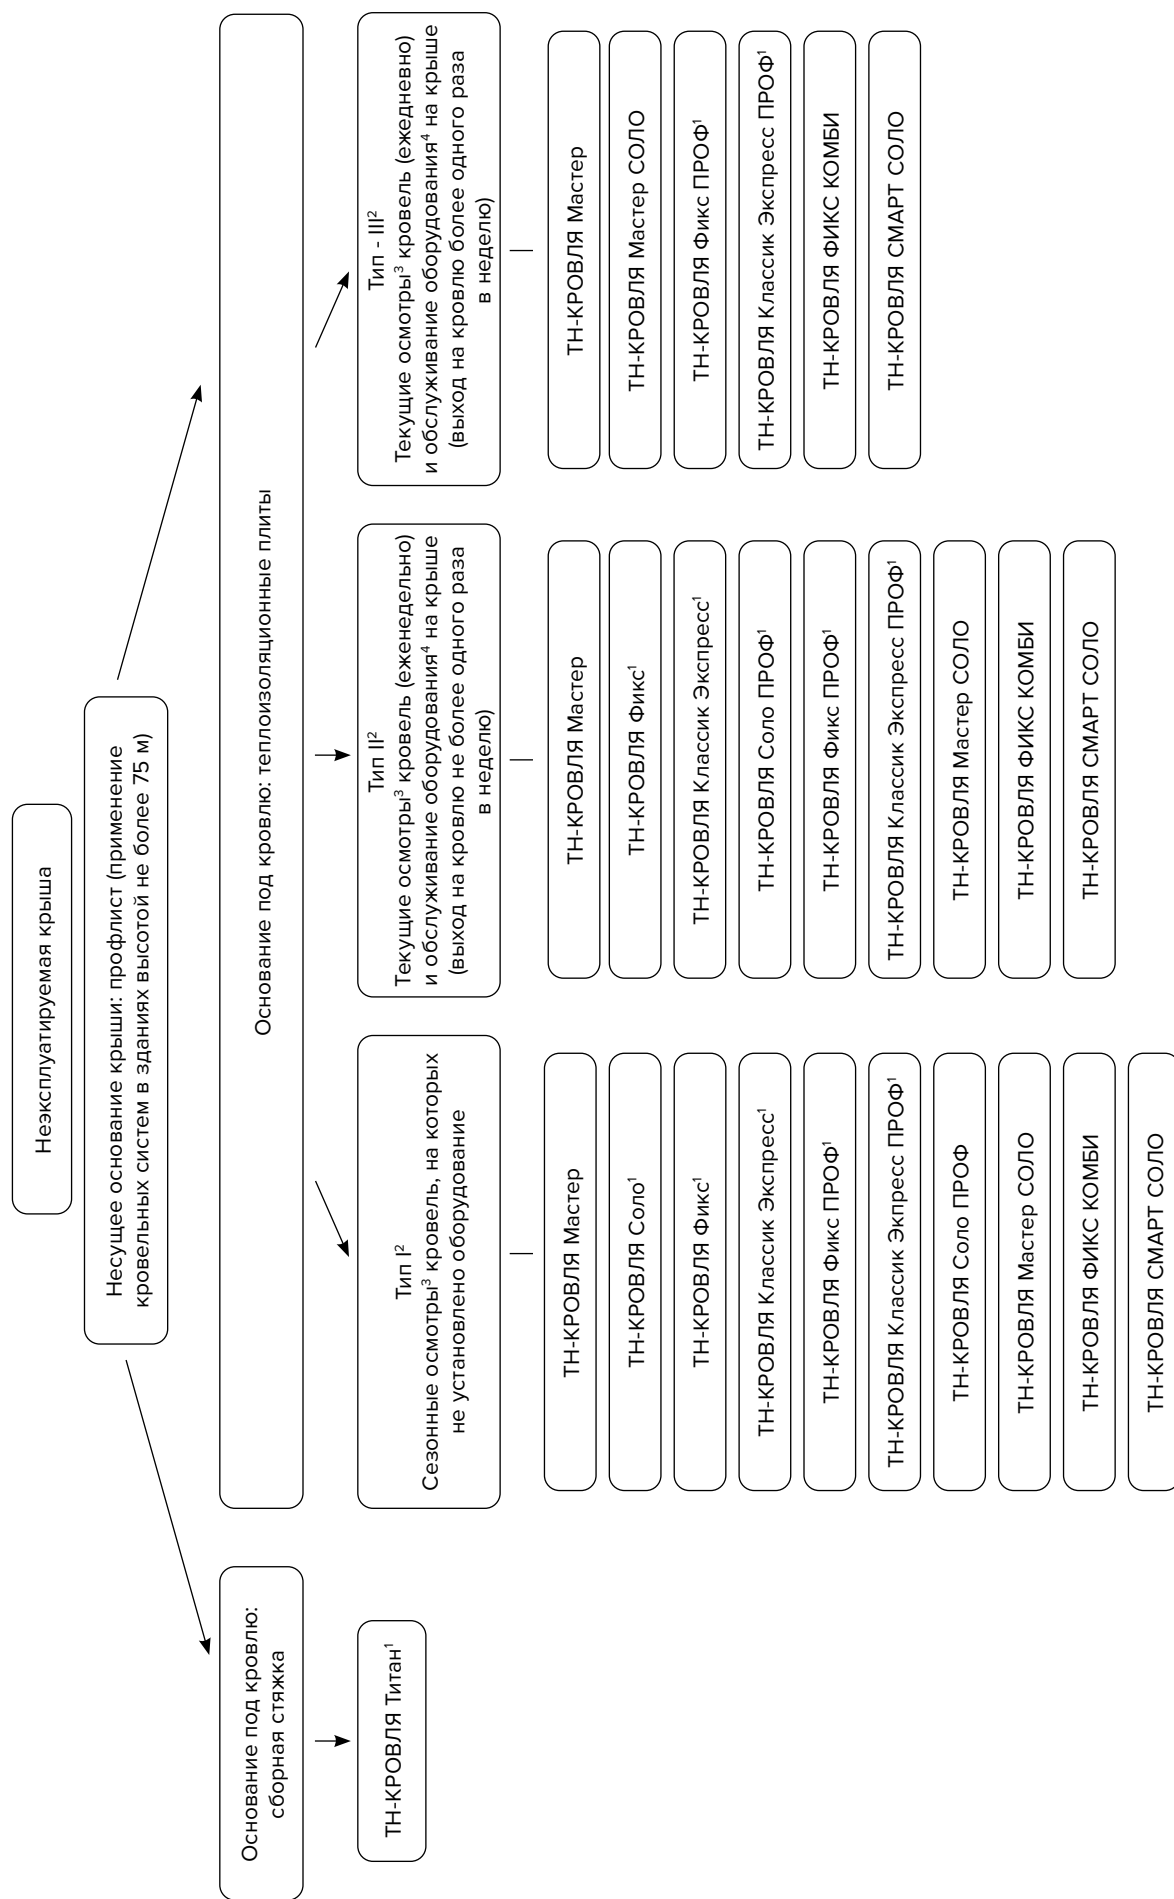 Неэксплуатируемая крыша
Несущее основание крыши: профлист (применение
кровельных систем в зданиях высотой не более 75 м)
Основание под кровлю:
сборная стяжка
ТН-КРОВЛЯ Титан¹
Основание под кровлю: теплоизоляционные плиты
Тип I²
Сезонные осмотры³ кровель, на которых
не установлено оборудование
ТН-КРОВЛЯ Мастер
ТН-КРОВЛЯ Соло¹
ТН-КРОВЛЯ Фикс¹
ТН-КРОВЛЯ Классик Экспресс¹
ТН-КРОВЛЯ Фикс ПРОФ¹
ТН-КРОВЛЯ Классик Экпресс ПРОФ¹
ТН-КРОВЛЯ Соло ПРОФ
ТН-КРОВЛЯ Мастер СОЛО
ТН-КРОВЛЯ ФИКС КОМБИ
ТН-КРОВЛЯ СМАРТ СОЛО
Тип II²
Текущие осмотры³ кровель (еженедельно)
и обслуживание оборудования⁴ на крыше
(выход на кровлю не более одного раза
в неделю)
ТН-КРОВЛЯ Мастер
ТН-КРОВЛЯ Фикс¹
ТН-КРОВЛЯ Классик Экспресс¹
ТН-КРОВЛЯ Соло ПРОФ¹
ТН-КРОВЛЯ Фикс ПРОФ¹
ТН-КРОВЛЯ Классик Экспресс ПРОФ¹
ТН-КРОВЛЯ Мастер СОЛО
ТН-КРОВЛЯ ФИКС КОМБИ
ТН-КРОВЛЯ СМАРТ СОЛО
Тип - III²
Текущие осмотры³ кровель (ежедневно)
и обслуживание оборудования⁴ на крыше
(выход на кровлю более одного раза
в неделю)
ТН-КРОВЛЯ Мастер
ТН-КРОВЛЯ Мастер СОЛО
ТН-КРОВЛЯ Фикс ПРОФ¹
ТН-КРОВЛЯ Классик Экспресс ПРОФ¹
ТН-КРОВЛЯ ФИКС КОМБИ
ТН-КРОВЛЯ СМАРТ СОЛО